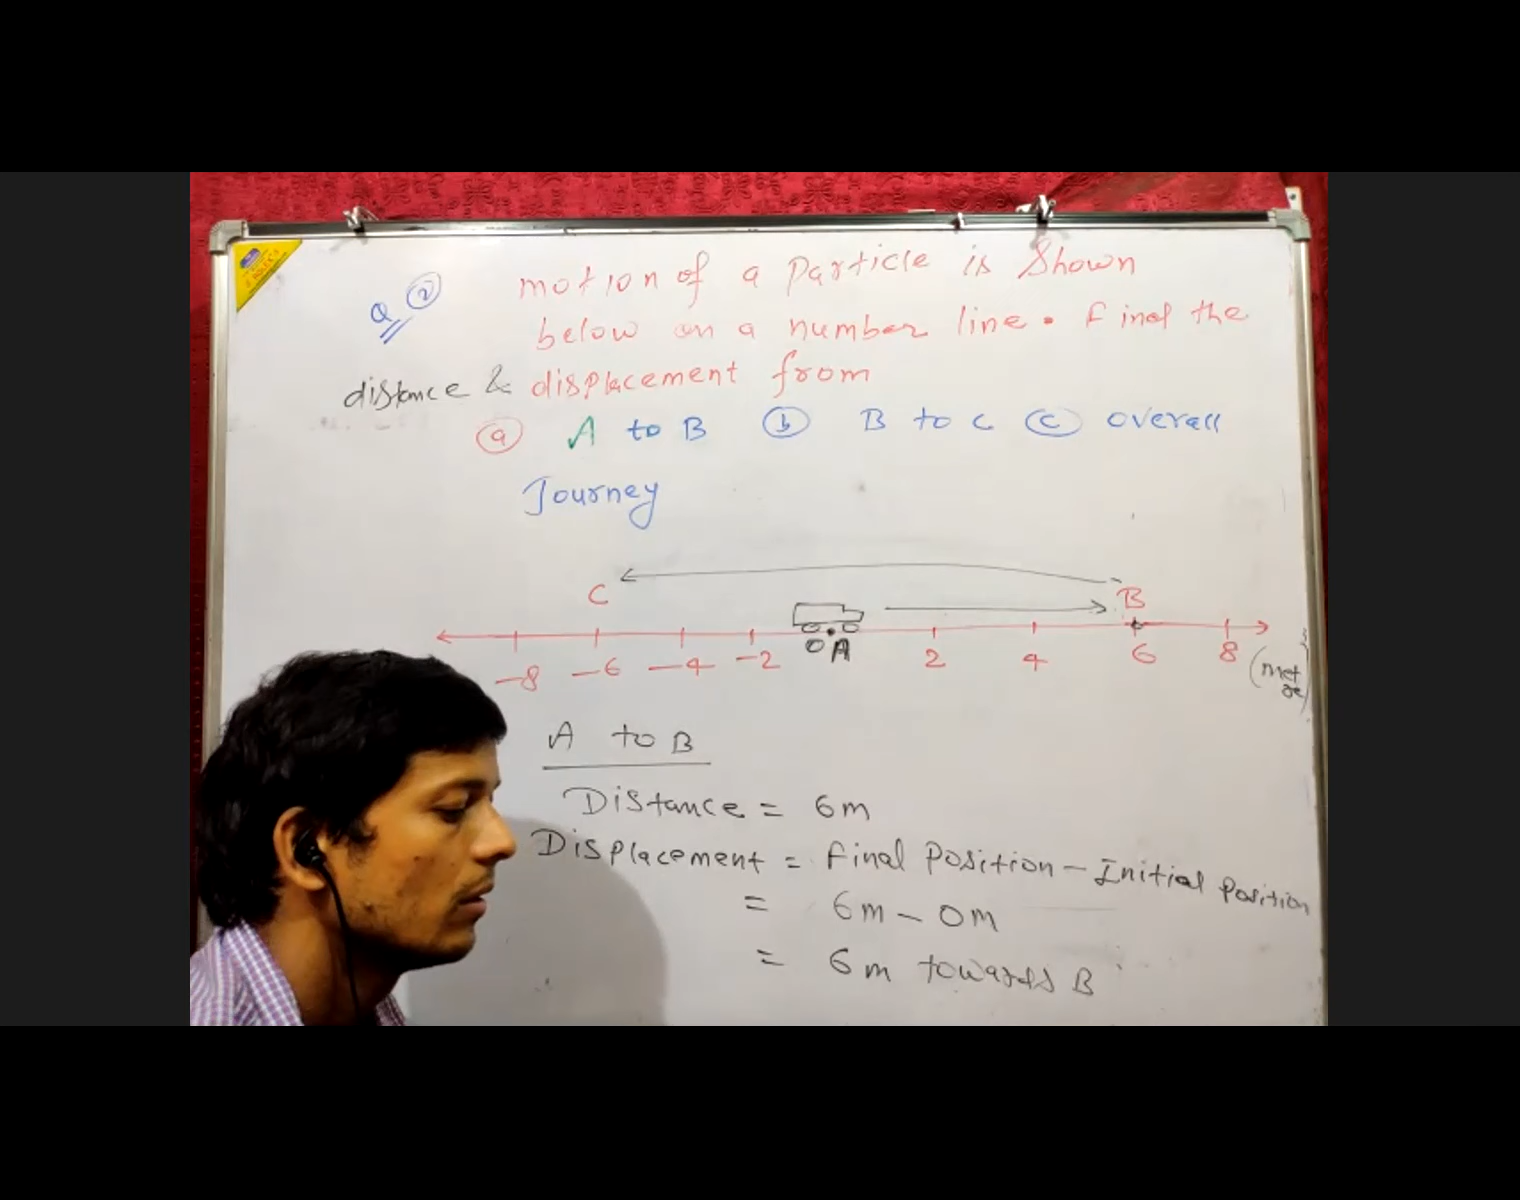 Q ② motion of a Particle is Shown
below on a number line. Find the
distance & displacement from
ⓐ A to B ⓑ B to C ⓒ overall
Journey
C B
-8 -6 -4 -2 0 A 2 4 6 8 (metre)
A to B
Distance = 6m
Displacement = Final Position - Initial Position
= 6m - 0m
= 6m towards B